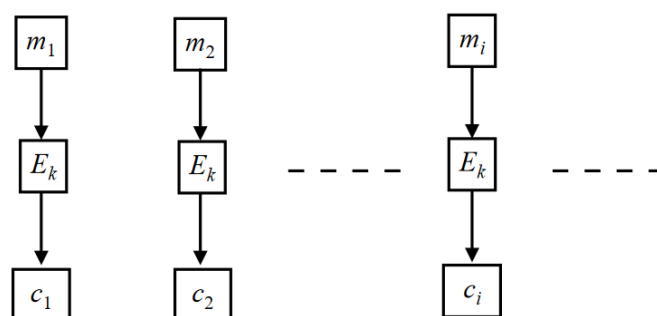 m₁ m₂ mᵢ
Eₖ Eₖ Eₖ
c₁ c₂ cᵢ